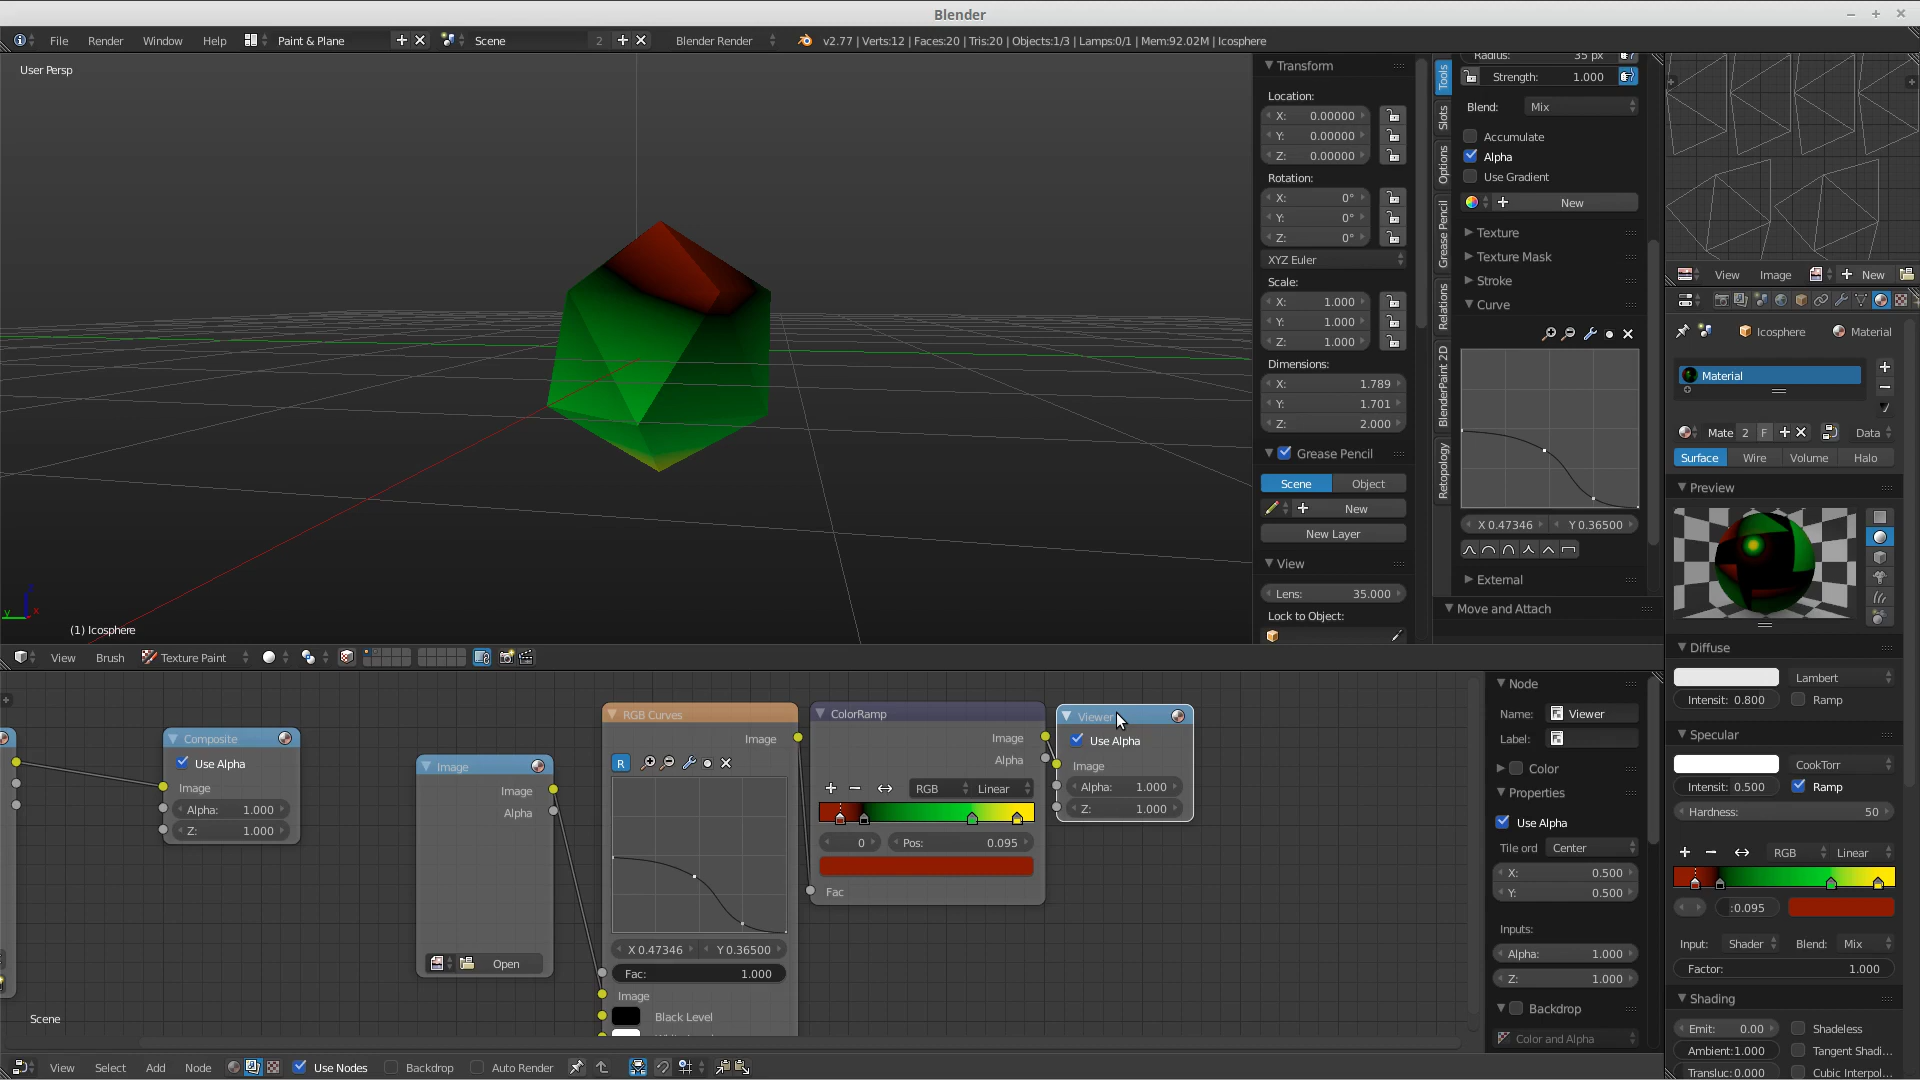 Blender
File Render Window Help Paint & Plane Scene 2 Blender Render v2.77 | Verts:12 | Faces:20 | Tris:20 | Objects:1/3 | Lamps:0/1 | Mem:92.02M | Icosphere
User Persp
(1) Icosphere
View Brush Texture Paint
Transform
Location:
X: 0.00000
Y: 0.00000
Z: 0.00000
Rotation:
X: 0°
Y: 0°
Z: 0°
XYZ Euler
Scale:
X: 1.000
Y: 1.000
Z: 1.000
Dimensions:
X: 1.789
Y: 1.701
Z: 2.000
Grease Pencil
Scene Object
New
New Layer
View
Lens: 35.000
Lock to Object:
Tools
Slots
Options
Grease Pencil
Relations
BlenderPaint 2D
Retopology
Radius: 35 px
Strength: 1.000
Blend: Mix
Accumulate
Alpha
Use Gradient
New
Texture
Texture Mask
Stroke
Curve
X 0.47346 Y 0.36500
External
Move and Attach
View Image New
Icosphere Material
Material
Mate 2 F Data
Surface Wire Volume Halo
Preview
Diffuse
Lambert
Intensit: 0.800 Ramp
Specular
CookTorr
Intensit: 0.500 Ramp
Hardness: 50
RGB Linear
:0.095
Input: Shader Blend: Mix
Factor: 1.000
Shading
Emit: 0.00 Shadeless
Ambient:1.000 Tangent Shadi...
Transluc: 0.000 Cubic Interpol...
Composite
Use Alpha
Image
Alpha: 1.000
Z: 1.000
Image
Image
Alpha
Open
RGB Curves
Image
R
X 0.47346 Y 0.36500
Fac: 1.000
Image
Black Level
ColorRamp
Image
Alpha
RGB Linear
0 Pos: 0.095
Fac
Viewer
Use Alpha
Image
Alpha: 1.000
Z: 1.000
Node
Name: Viewer
Label:
Color
Properties
Use Alpha
Tile ord Center
X: 0.500
Y: 0.500
Inputs:
Alpha: 1.000
Z: 1.000
Backdrop
Color and Alpha
Scene
View Select Add Node Use Nodes Backdrop Auto Render